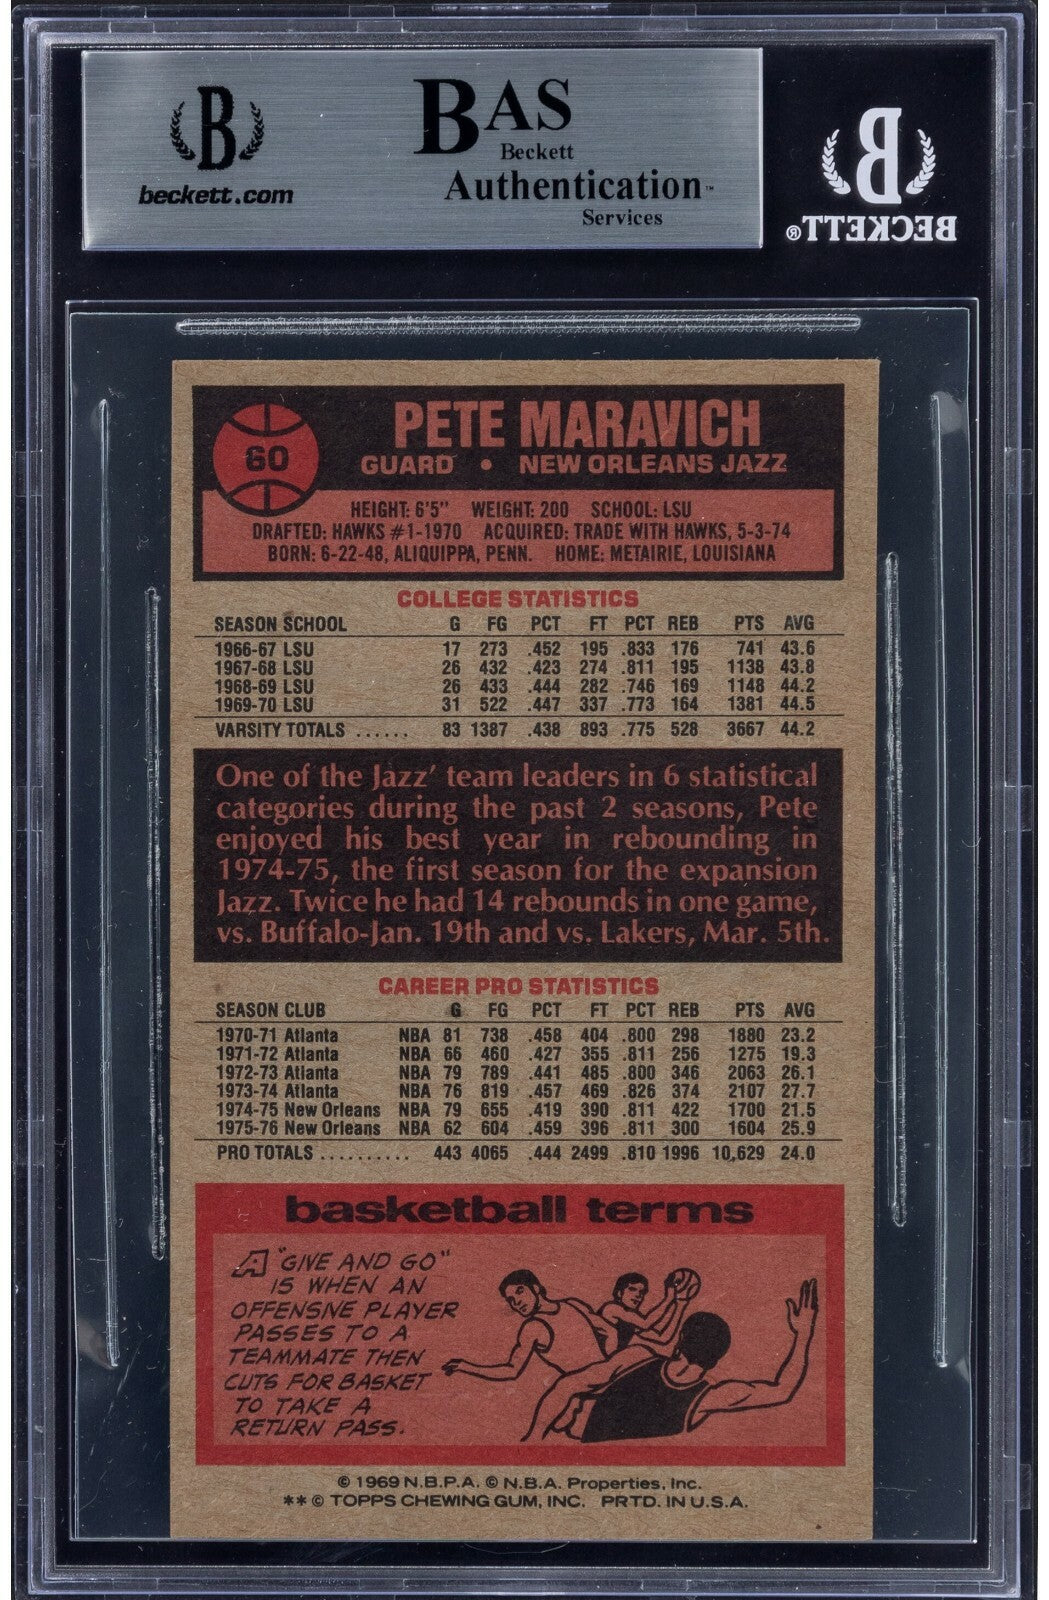 B
beckett.com
BAS
Beckett
Authentication™
Services
B
BECKETT®
60
PETE MARAVICH
GUARD • NEW ORLEANS JAZZ
HEIGHT: 6'5" WEIGHT: 200 SCHOOL: LSU
DRAFTED: HAWKS #1-1970 ACQUIRED: TRADE WITH HAWKS, 5-3-74
BORN: 6-22-48, ALIQUIPPA, PENN. HOME: METAIRIE, LOUISIANA
COLLEGE STATISTICS
SEASON SCHOOL G FG PCT FT PCT REB PTS AVG
1966-67 LSU 17 273 .452 195 .833 176 741 43.6
1967-68 LSU 26 432 .423 274 .811 195 1138 43.8
1968-69 LSU 26 433 .444 282 .746 169 1148 44.2
1969-70 LSU 31 522 .447 337 .773 164 1381 44.5
VARSITY TOTALS ...... 83 1387 .438 893 .775 528 3667 44.2
One of the Jazz' team leaders in 6 statistical
categories during the past 2 seasons, Pete
enjoyed his best year in rebounding in
1974-75, the first season for the expansion
Jazz. Twice he had 14 rebounds in one game,
vs. Buffalo-Jan. 19th and vs. Lakers, Mar. 5th.
CAREER PRO STATISTICS
SEASON CLUB G FG PCT FT PCT REB PTS AVG
1970-71 Atlanta NBA 81 738 .458 404 .800 298 1880 23.2
1971-72 Atlanta NBA 66 460 .427 355 .811 256 1275 19.3
1972-73 Atlanta NBA 79 789 .441 485 .800 346 2063 26.1
1973-74 Atlanta NBA 76 819 .457 469 .826 374 2107 27.7
1974-75 New Orleans NBA 79 655 .419 390 .811 422 1700 21.5
1975-76 New Orleans NBA 62 604 .459 396 .811 300 1604 25.9
PRO TOTALS .......... 443 4065 .444 2499 .810 1996 10,629 24.0
basketball terms
A "GIVE AND GO"
IS WHEN AN
OFFENSIVE PLAYER
PASSES TO A
TEAMMATE THEN
CUTS FOR BASKET
TO TAKE A
RETURN PASS.
© 1969 N.B.P.A. © N.B.A. Properties, Inc.
** © TOPPS CHEWING GUM, INC. PRTD. IN U.S.A.